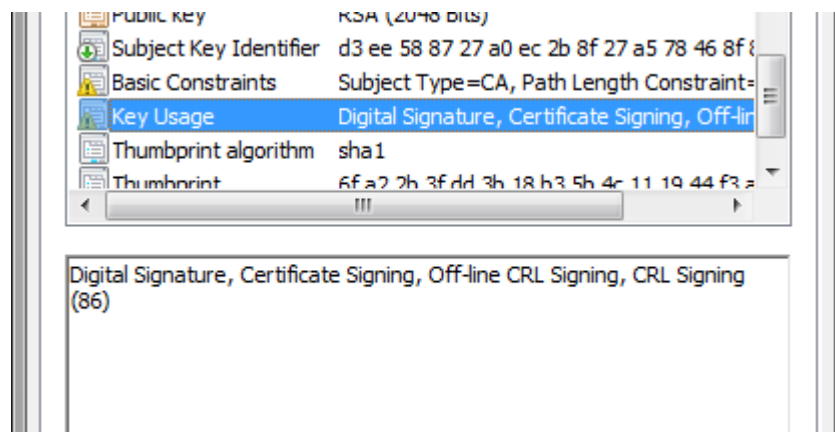 Public key RSA (2048 Bits)
Subject Key Identifier d3 ee 58 87 27 a0 ec 2b 8f 27 a5 78 46 8f
Basic Constraints Subject Type=CA, Path Length Constraint=
Key Usage Digital Signature, Certificate Signing, Off-lin
Thumbprint algorithm sha1
Thumbprint 6f a2 2b 3f dd 3b 18 b3 5b 4c 11 19 44 f3 a
Digital Signature, Certificate Signing, Off-line CRL Signing, CRL Signing
(86)